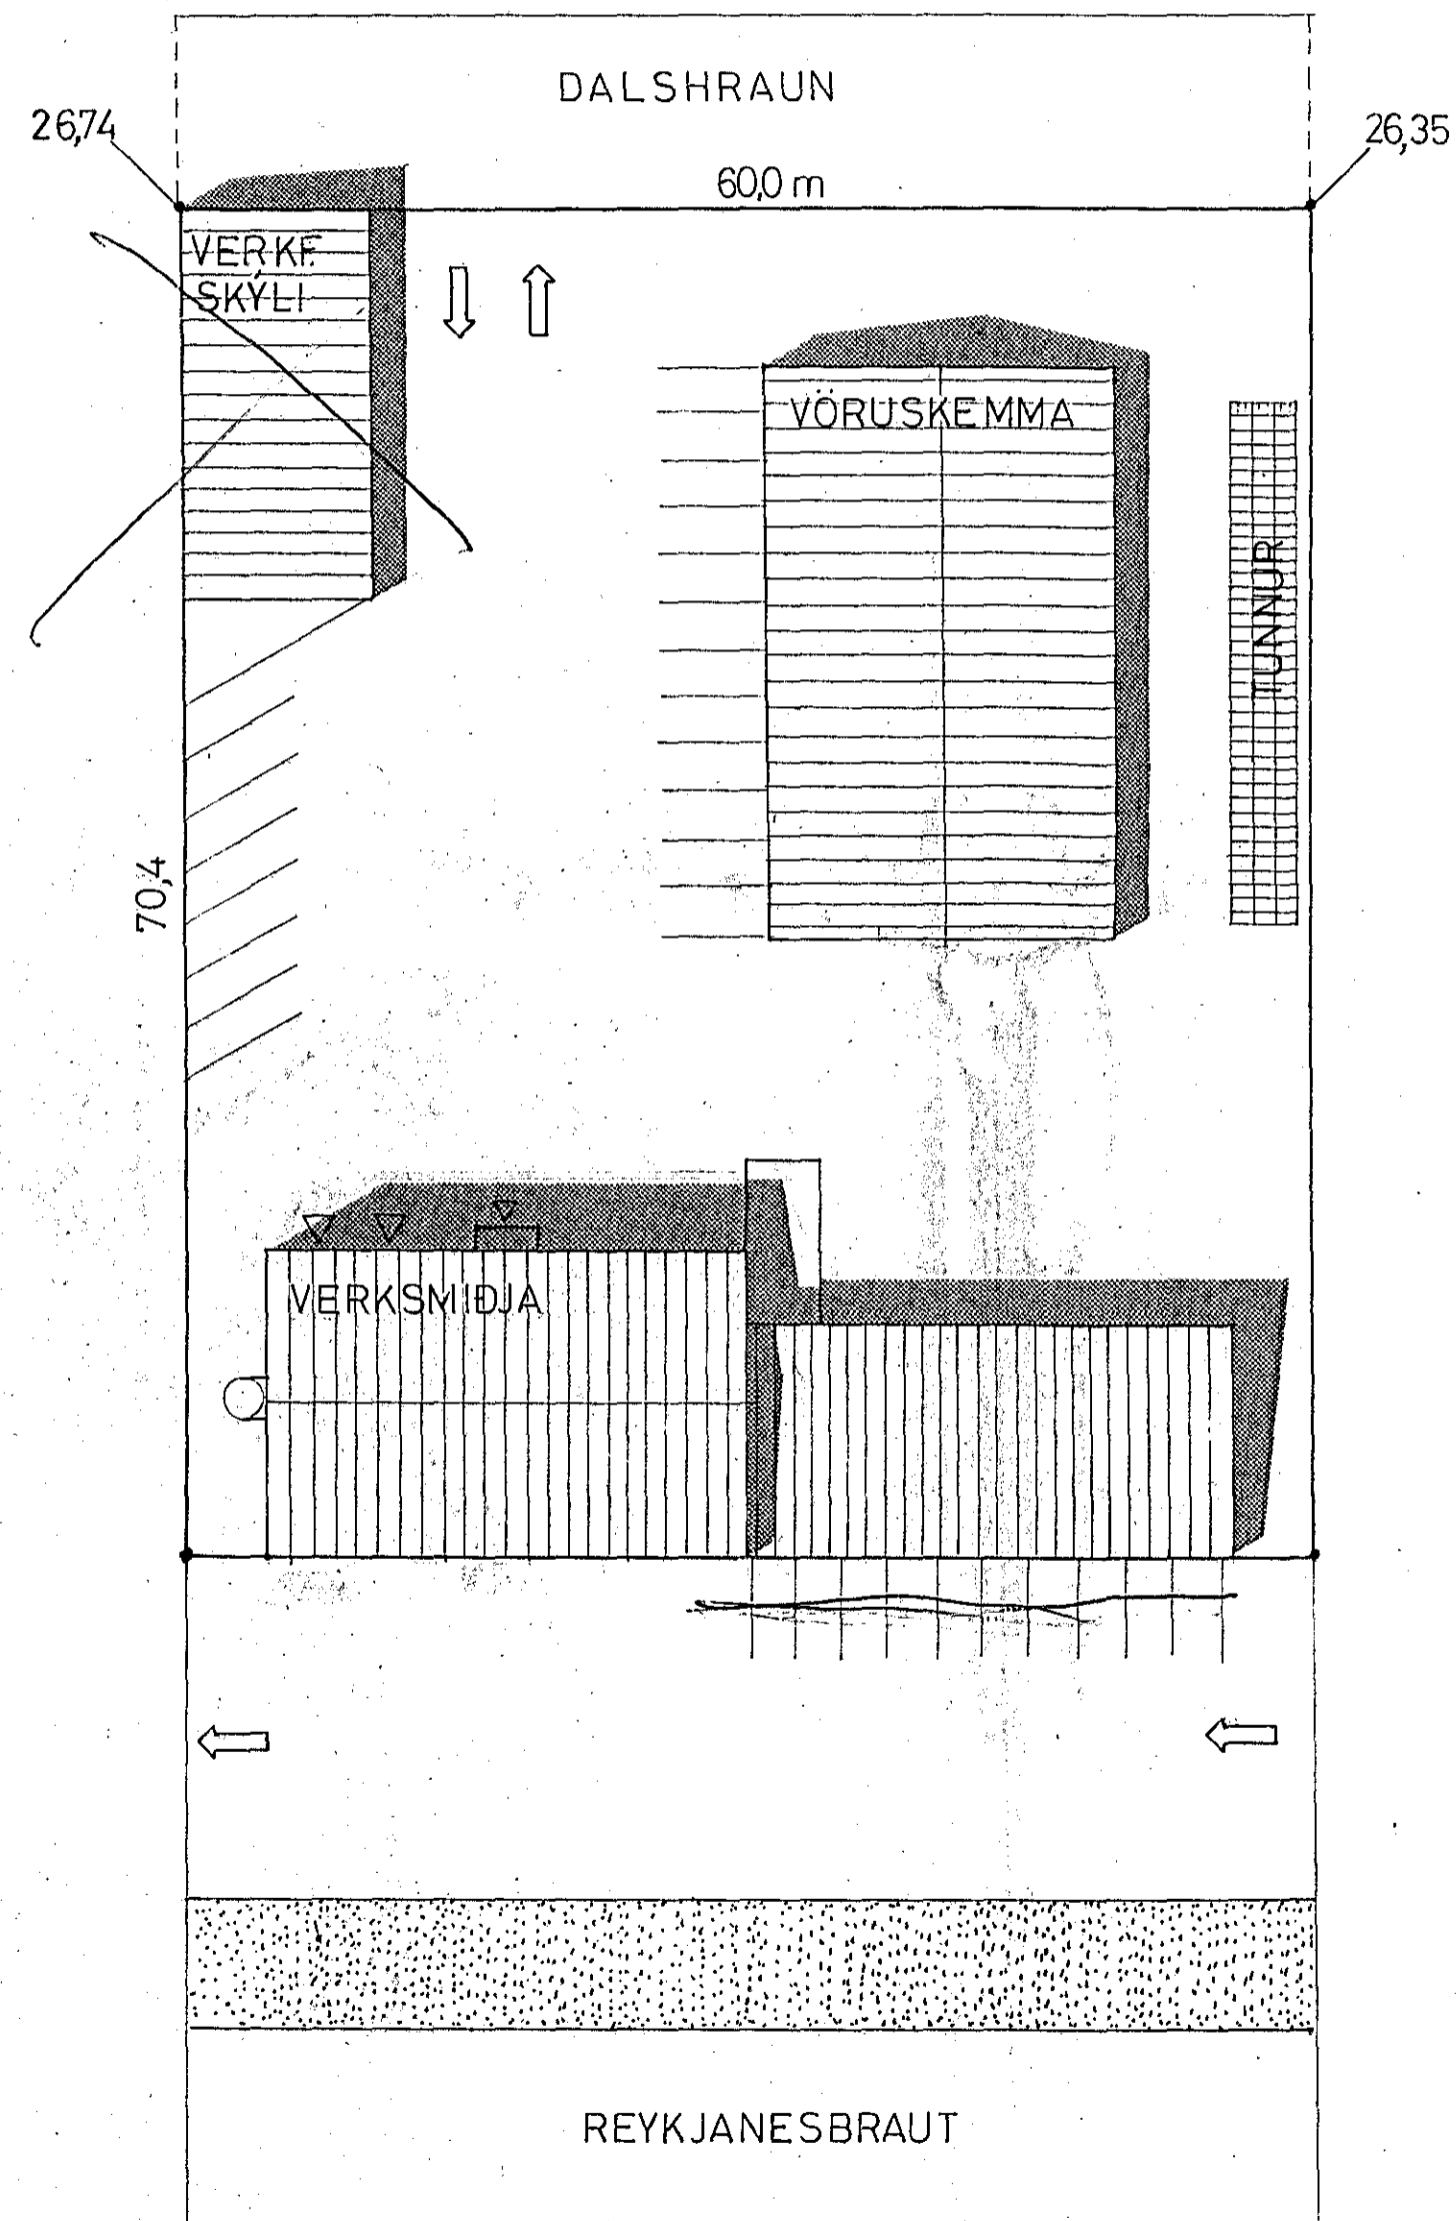 DALSHRAUN
26,74
26,35
60,0 m
VERKF.
SKÝLI
VÖRUSKEMMA
TUNNUR
70,4
VERKSMIÐJA
REYKJANESBRAUT